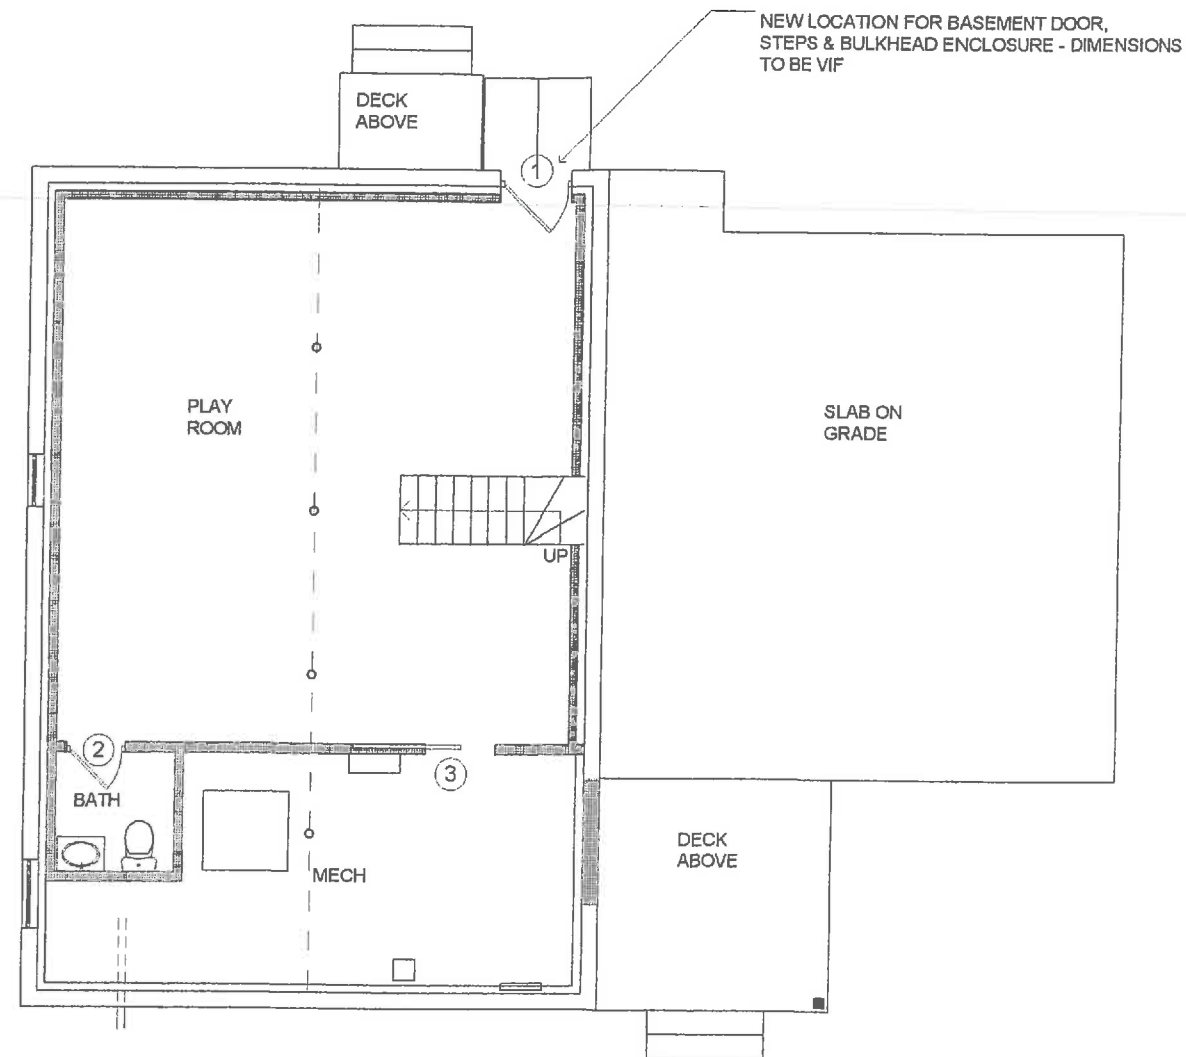 NEW LOCATION FOR BASEMENT DOOR,
STEPS & BULKHEAD ENCLOSURE - DIMENSIONS
TO BE VIF
DECK
ABOVE
1
PLAY
ROOM
SLAB ON
GRADE
UP
2
3
BATH
MECH
DECK
ABOVE